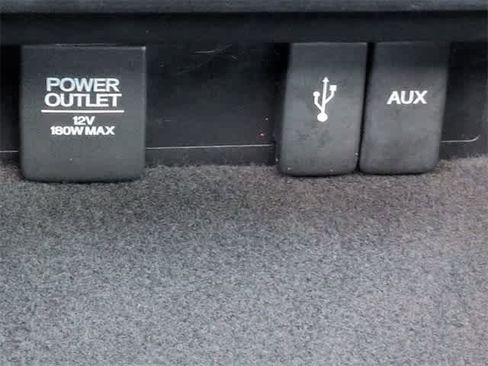 POWER
OUTLET
12V
180W MAX
AUX